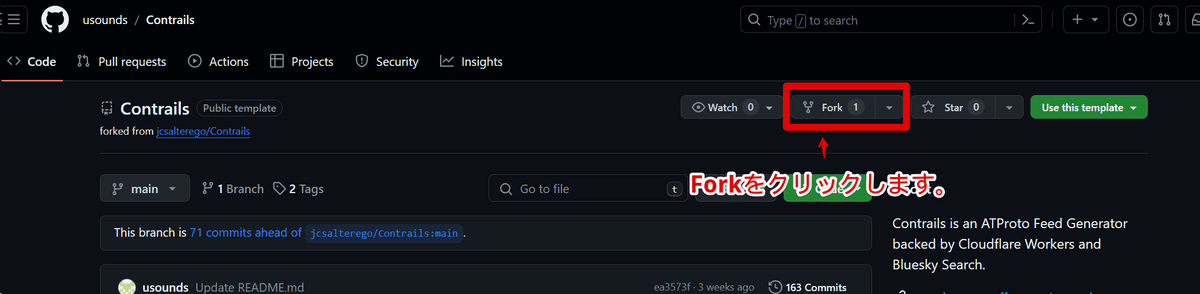 usounds / Contrails
Type / to search
Code Pull requests Actions Projects Security Insights
Contrails Public template
Watch 0 Fork 1 Star 0 Use this template
forked from jcsalterego/Contrails
Forkをクリックします。
main 1 Branch 2 Tags Go to file t
This branch is 71 commits ahead of jcsalterego/Contrails:main .
Contrails is an ATProto Feed Generator
backed by Cloudflare Workers and
Bluesky Search.
usounds Update README.md ea3573f · 3 weeks ago 163 Commits